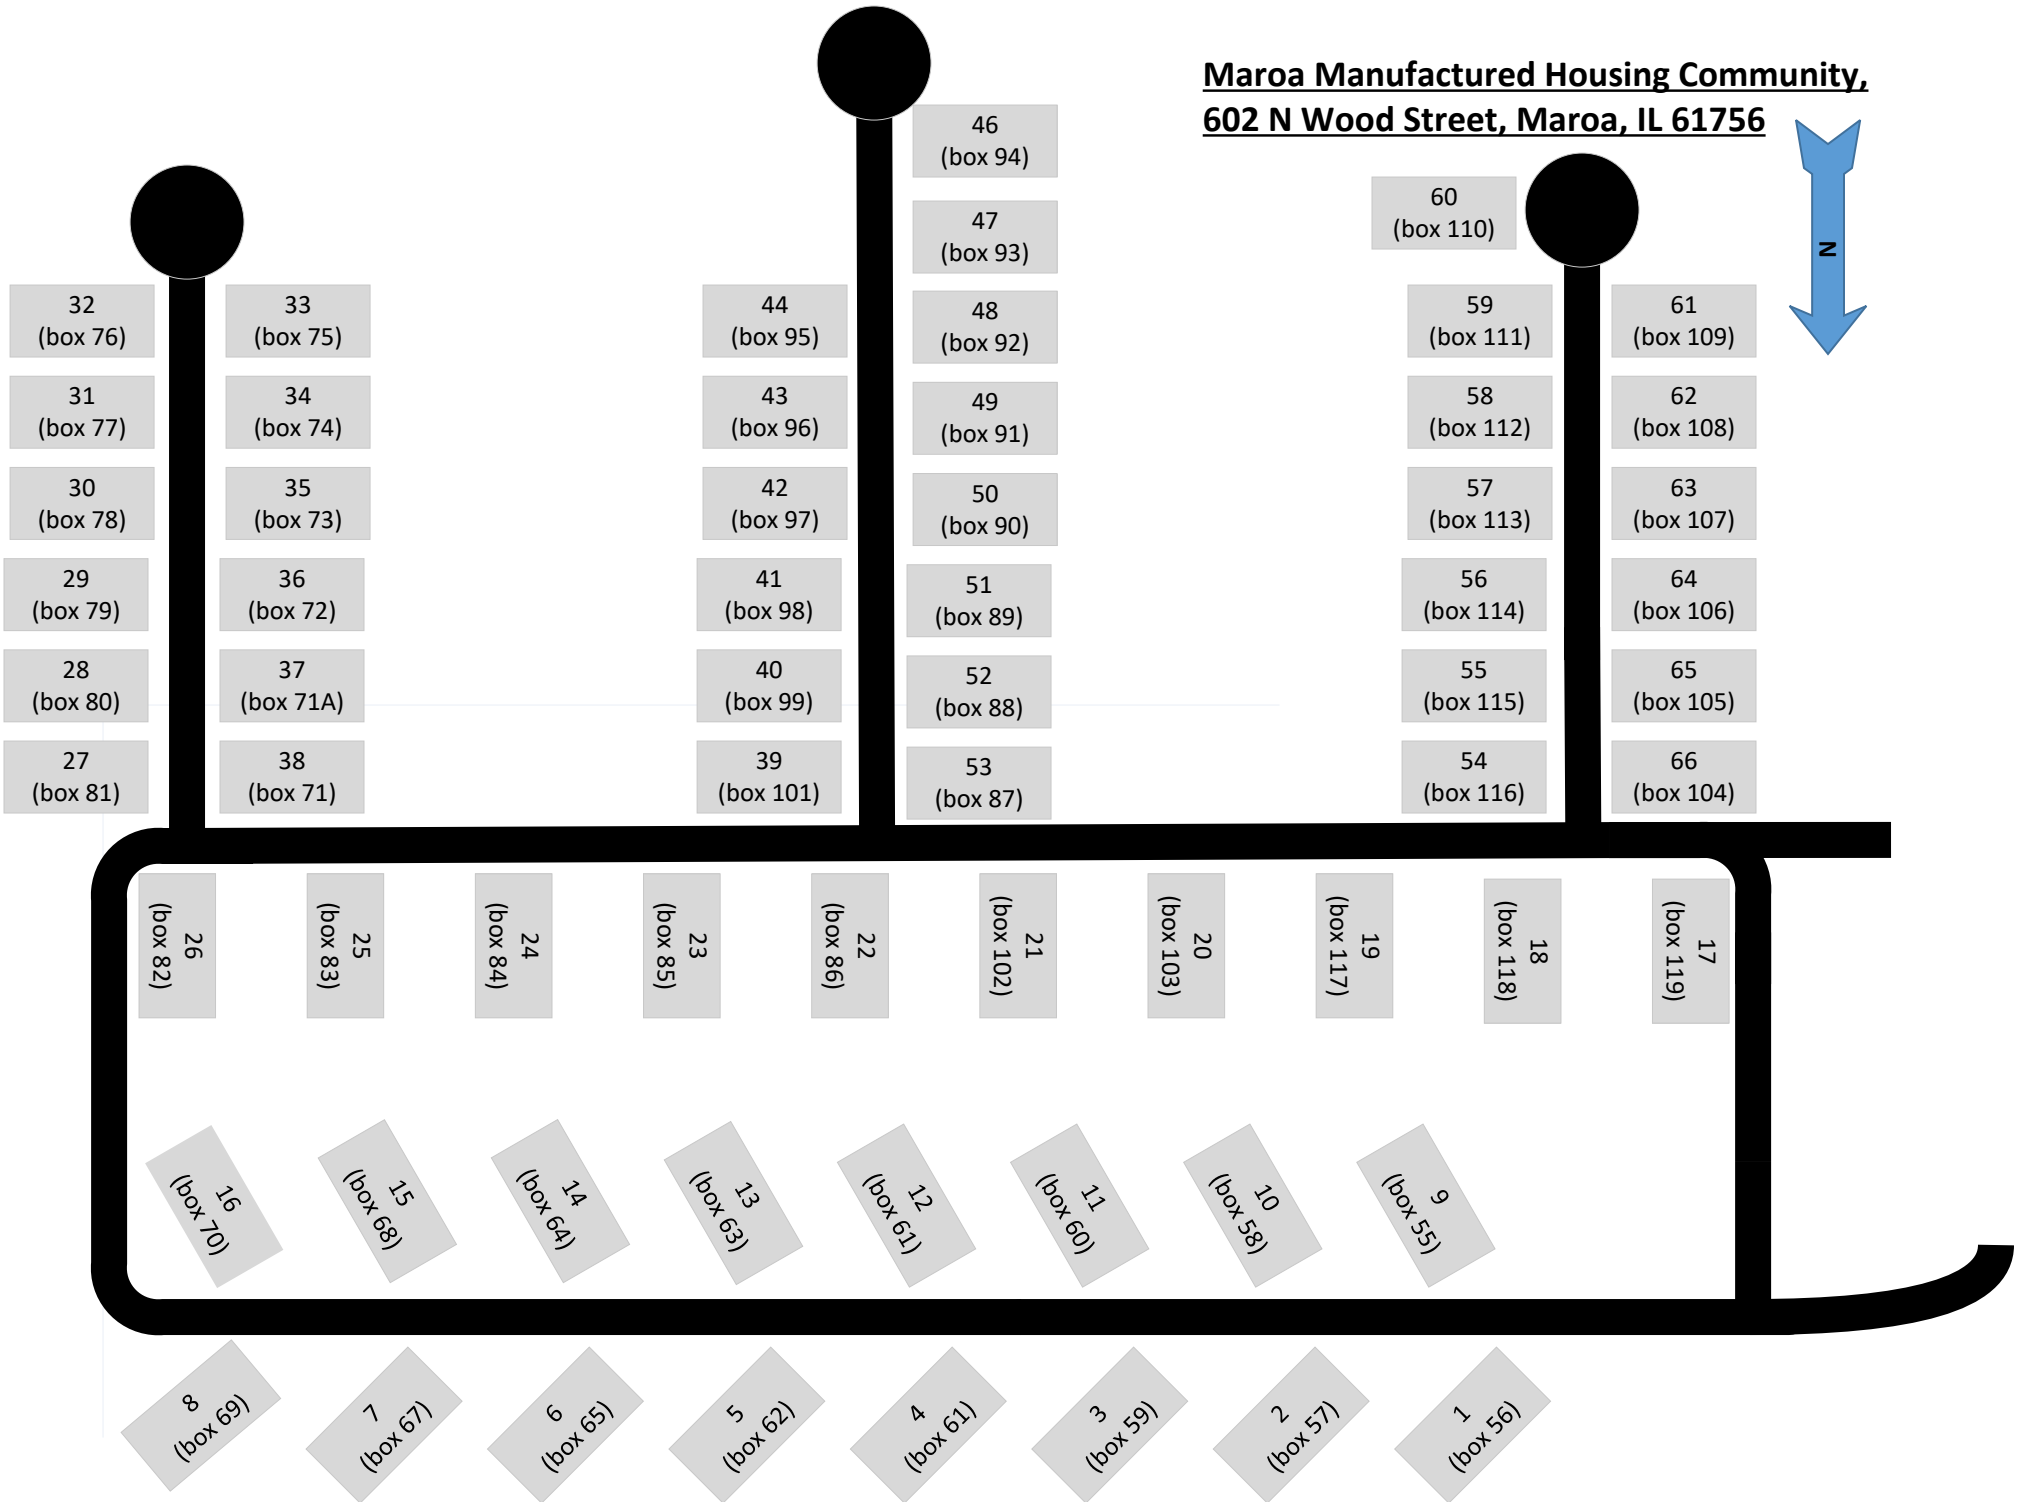 Maroa Manufactured Housing Community,
602 N Wood Street, Maroa, IL 61756
N
46
(box 94)
47
(box 93)
60
(box 110)
32
(box 76)
33
(box 75)
44
(box 95)
48
(box 92)
59
(box 111)
61
(box 109)
31
(box 77)
34
(box 74)
43
(box 96)
49
(box 91)
58
(box 112)
62
(box 108)
30
(box 78)
35
(box 73)
42
(box 97)
50
(box 90)
57
(box 113)
63
(box 107)
29
(box 79)
36
(box 72)
41
(box 98)
51
(box 89)
56
(box 114)
64
(box 106)
28
(box 80)
37
(box 71A)
40
(box 99)
52
(box 88)
55
(box 115)
65
(box 105)
27
(box 81)
38
(box 71)
39
(box 101)
53
(box 87)
54
(box 116)
66
(box 104)
26
(box 82)
25
(box 83)
24
(box 84)
23
(box 85)
22
(box 86)
21
(box 102)
20
(box 103)
19
(box 117)
18
(box 118)
17
(box 119)
16
(box 70)
15
(box 68)
14
(box 64)
13
(box 63)
12
(box 61)
11
(box 60)
10
(box 58)
9
(box 55)
8
(box 69)
7
(box 67)
6
(box 65)
5
(box 62)
4
(box 61)
3
(box 59)
2
(box 57)
1
(box 56)